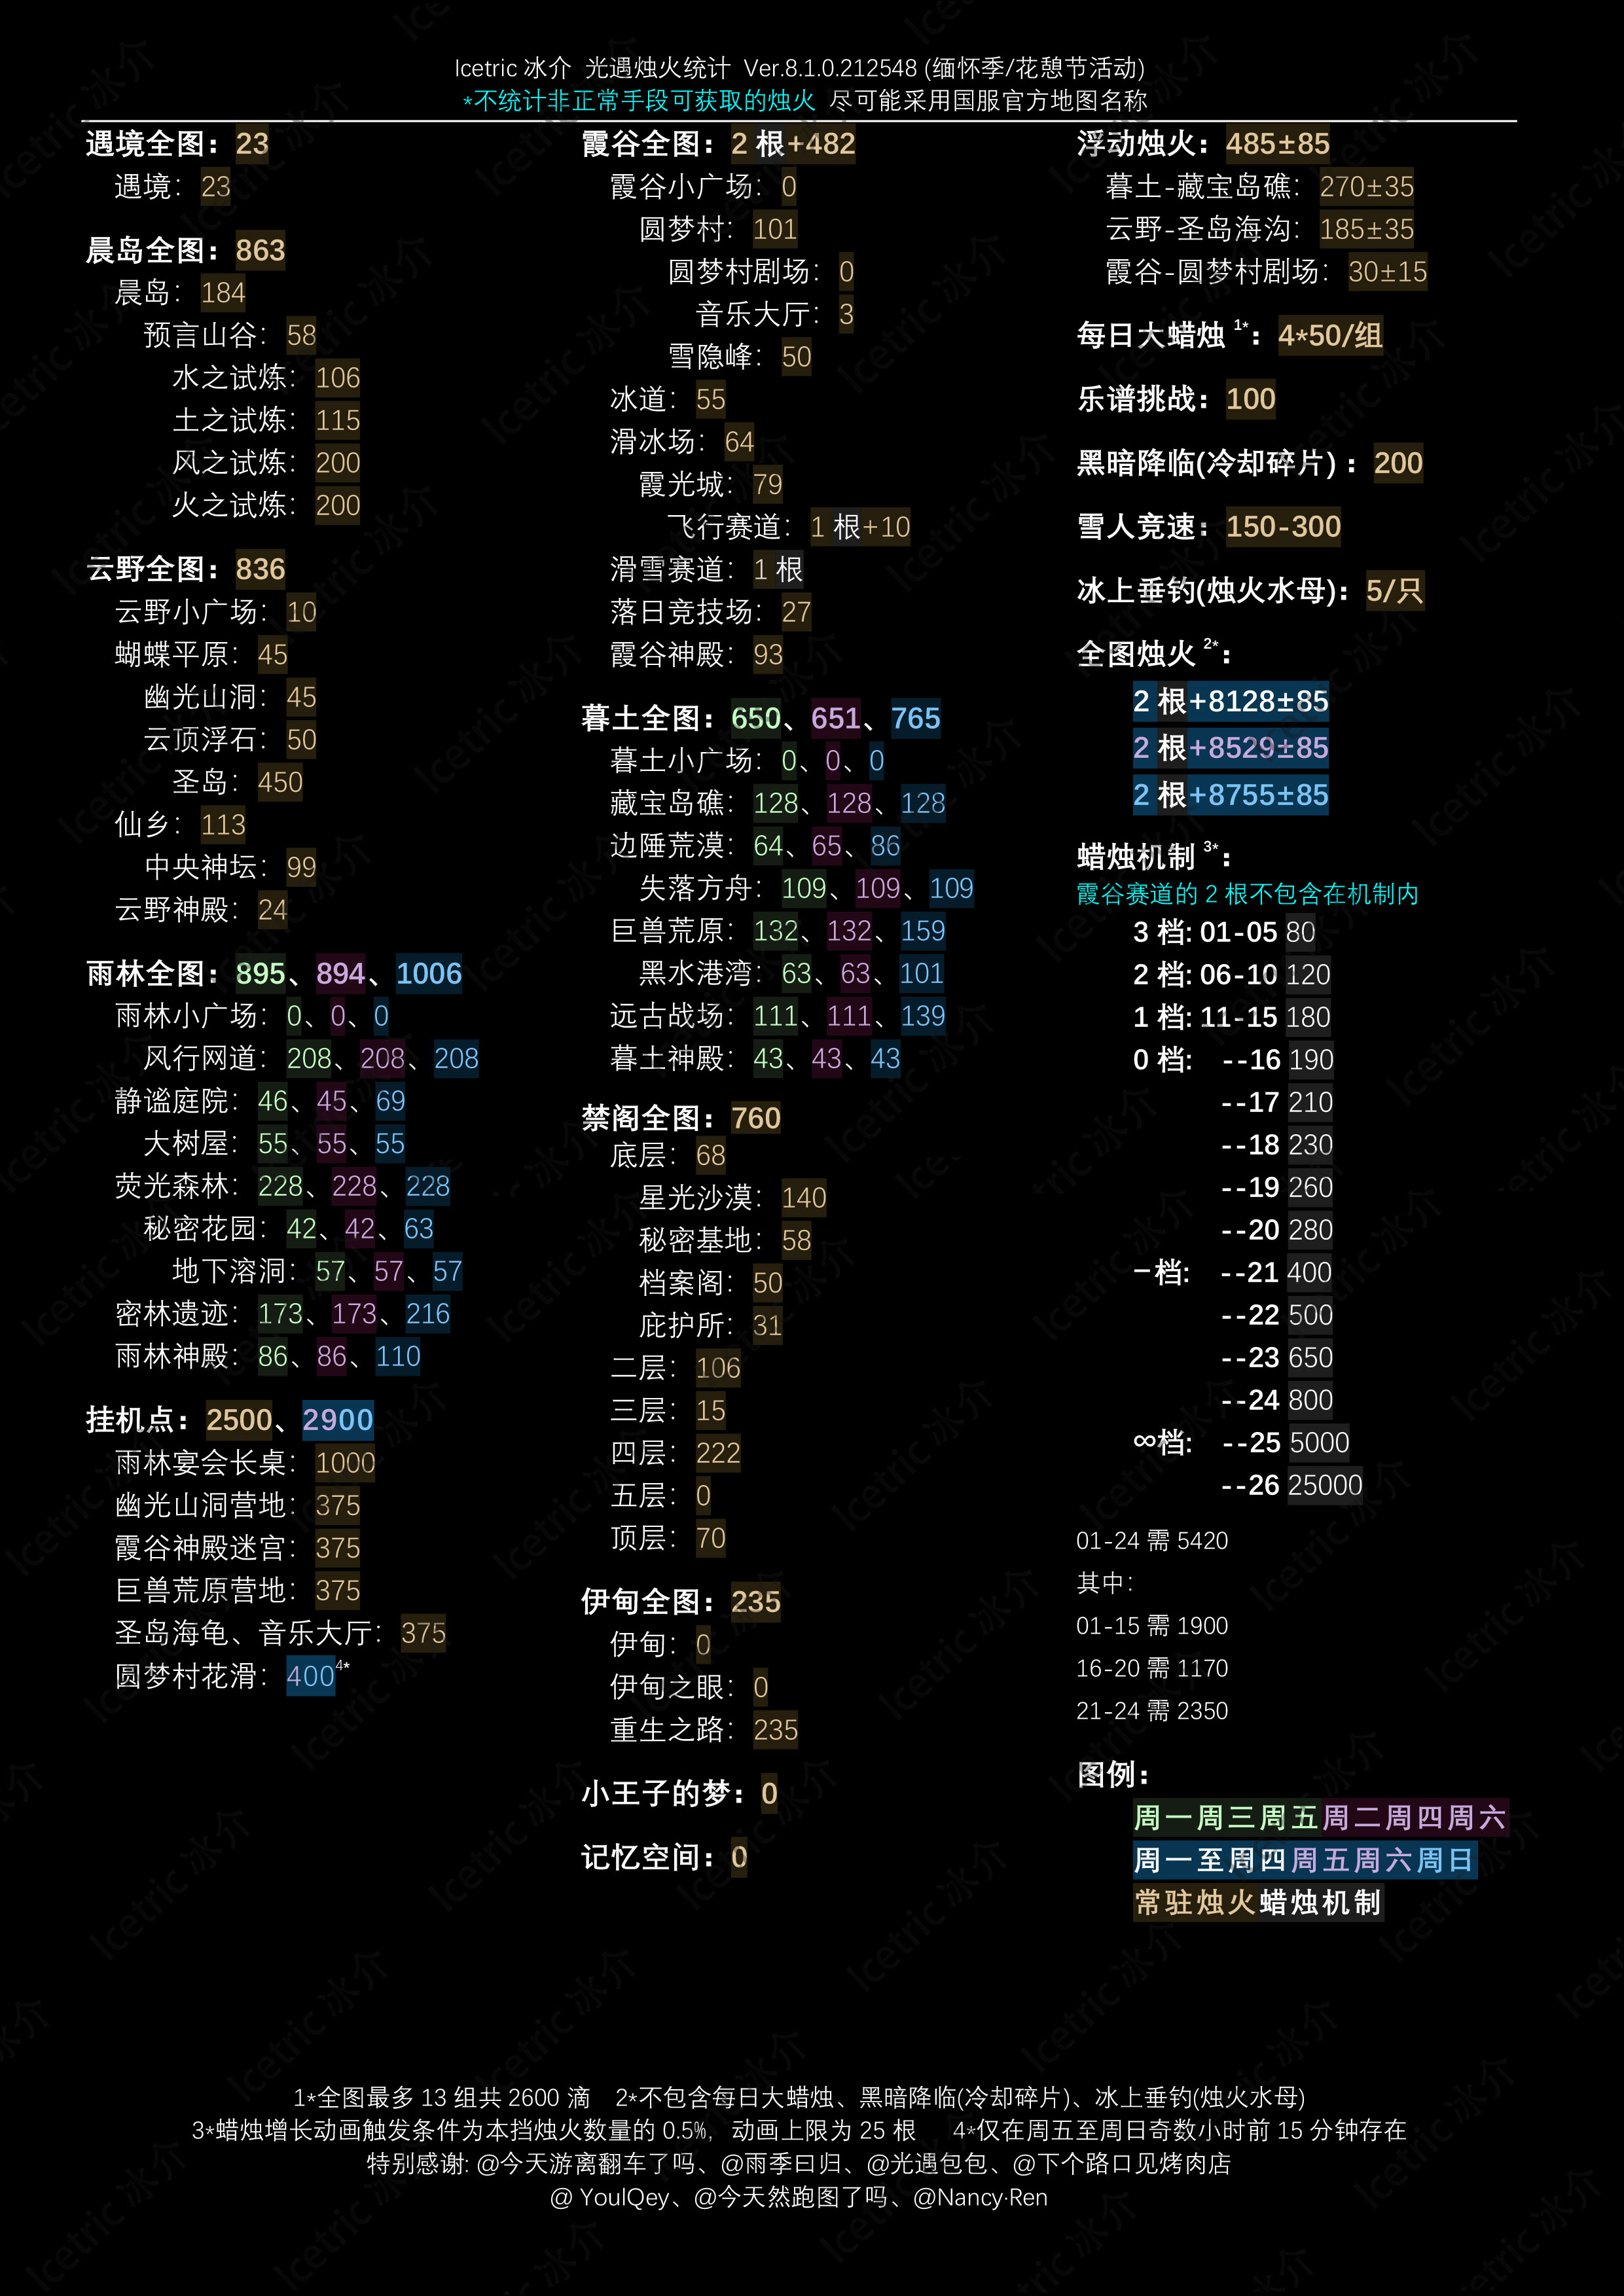 Icetric 冰介 光遇烛火统计 Ver.8.1.0.212548 (缅怀季/花憩节活动)
*不统计非正常手段可获取的烛火 尽可能采用国服官方地图名称
遇境全图：23
遇境：23
晨岛全图：863
晨岛：184
预言山谷：58
水之试炼：106
土之试炼：115
风之试炼：200
火之试炼：200
云野全图：836
云野小广场：10
蝴蝶平原：45
幽光山洞：45
云顶浮石：50
圣岛：450
仙乡：113
中央神坛：99
云野神殿：24
雨林全图：895、894、1006
雨林小广场：0、0、0
风行网道：208、208、208
静谧庭院：46、45、69
大树屋：55、55、55
荧光森林：228、228、228
秘密花园：42、42、63
地下溶洞：57、57、57
密林遗迹：173、173、216
雨林神殿：86、86、110
挂机点：2500、2900
雨林宴会长桌：1000
幽光山洞营地：375
霞谷神殿迷宫：375
巨兽荒原营地：375
圣岛海龟、音乐大厅：375
圆梦村花滑：400⁴*
霞谷全图：2 根+482
霞谷小广场：0
圆梦村：101
圆梦村剧场：0
音乐大厅：3
雪隐峰：50
冰道：55
滑冰场：64
霞光城：79
飞行赛道：1 根+10
滑雪赛道：1 根
落日竞技场：27
霞谷神殿：93
暮土全图：650、651、765
暮土小广场：0、0、0
藏宝岛礁：128、128、128
边陲荒漠：64、65、86
失落方舟：109、109、109
巨兽荒原：132、132、159
黑水港湾：63、63、101
远古战场：111、111、139
暮土神殿：43、43、43
禁阁全图：760
底层：68
星光沙漠：140
秘密基地：58
档案阁：50
庇护所：31
二层：106
三层：15
四层：222
五层：0
顶层：70
伊甸全图：235
伊甸：0
伊甸之眼：0
重生之路：235
小王子的梦：0
记忆空间：0
浮动烛火：485±85
暮土-藏宝岛礁：270±35
云野-圣岛海沟：185±35
霞谷-圆梦村剧场：30±15
每日大蜡烛 ¹*：4*50/组
乐谱挑战：100
黑暗降临(冷却碎片)：200
雪人竞速：150-300
冰上垂钓(烛火水母)：5/只
全图烛火 ²*：
2 根+8128±85
2 根+8529±85
2 根+8755±85
蜡烛机制 ³*：
霞谷赛道的 2 根不包含在机制内
3 档: 01-05 80
2 档: 06-10 120
1 档: 11-15 180
0 档: --16 190
--17 210
--18 230
--19 260
--20 280
−档: --21 400
--22 500
--23 650
--24 800
∞档: --25 5000
--26 25000
01-24 需 5420
其中：
01-15 需 1900
16-20 需 1170
21-24 需 2350
图例：
周一周三周五周二周四周六
周一至周四周五周六周日
常驻烛火蜡烛机制
1*全图最多 13 组共 2600 滴 2*不包含每日大蜡烛、黑暗降临(冷却碎片)、冰上垂钓(烛火水母)
3*蜡烛增长动画触发条件为本挡烛火数量的 0.5%，动画上限为 25 根 4*仅在周五至周日奇数小时前 15 分钟存在
特别感谢: @今天游离翻车了吗、@雨季曰归、@光遇包包、@下个路口见烤肉店
@ YoulQey、@今天然跑图了吗、@Nancy·Ren